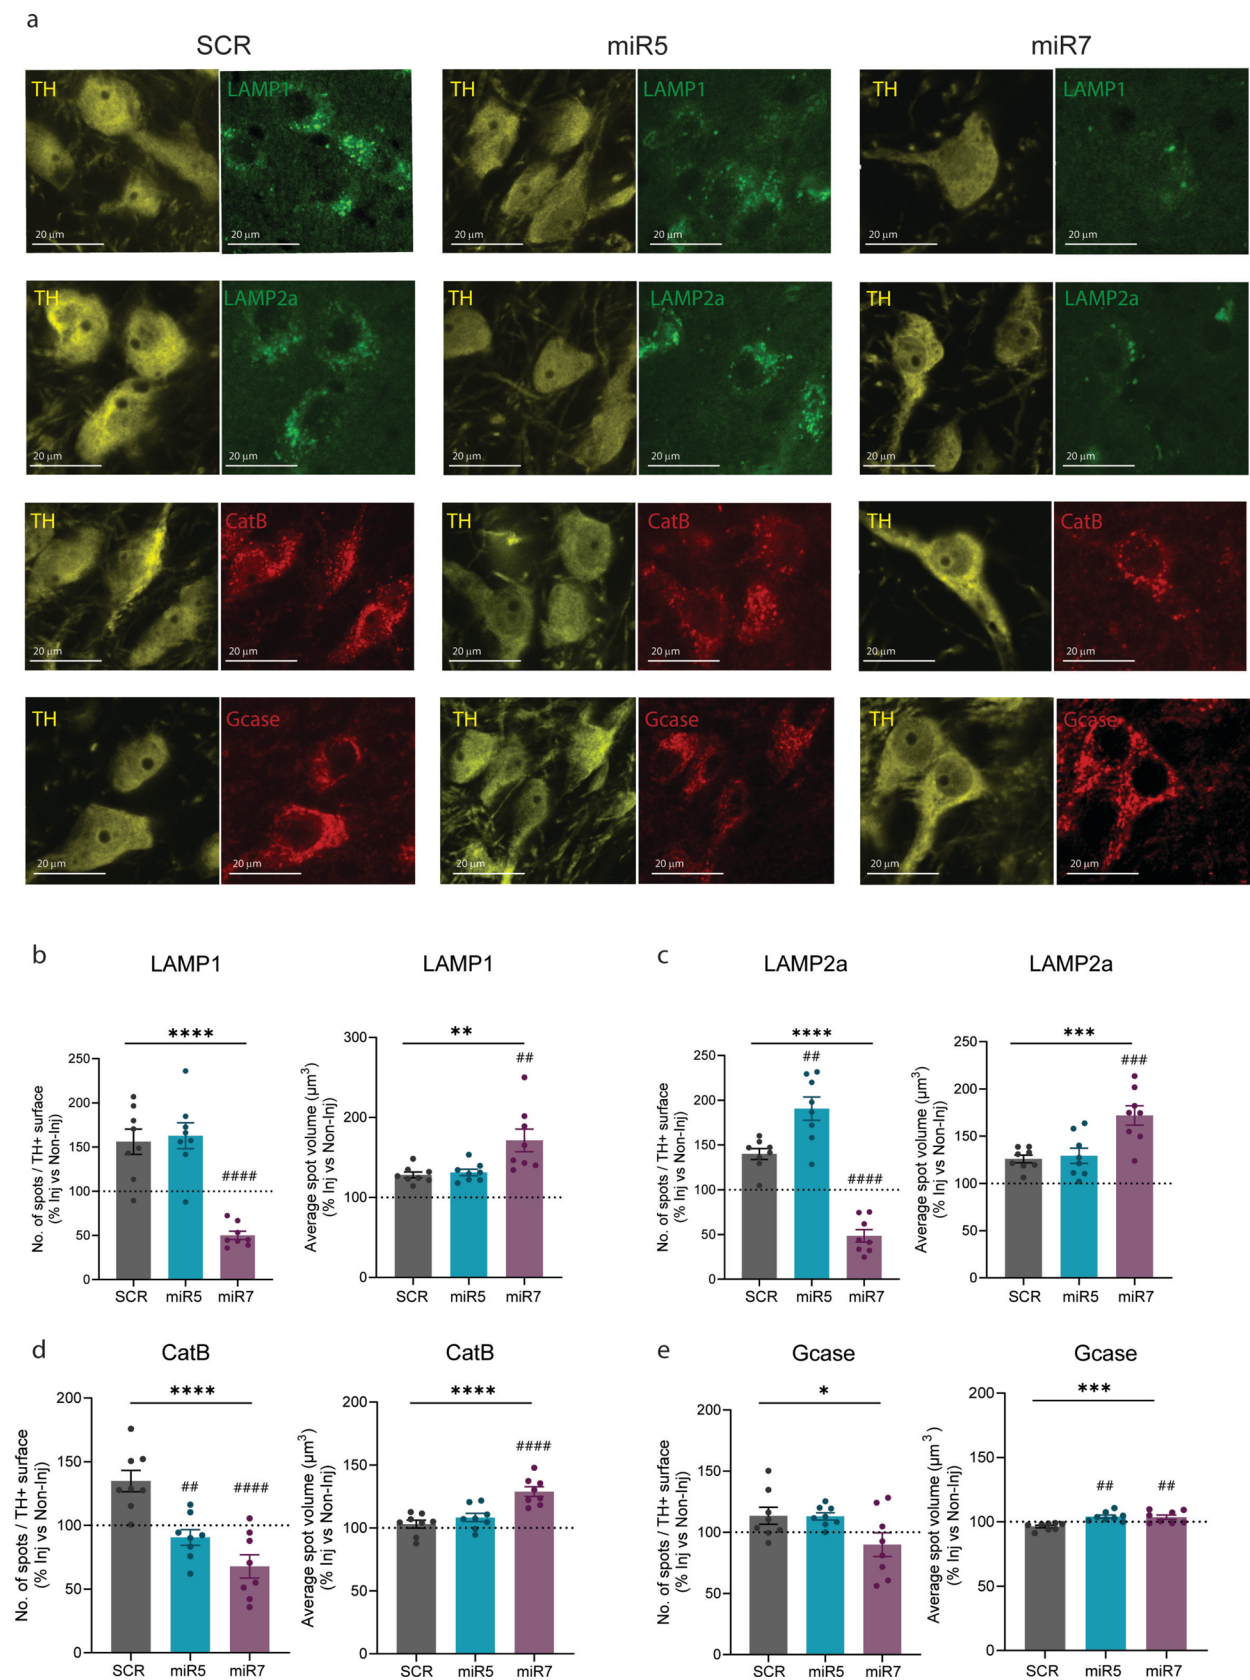 a
SCR miR5 miR7
TH LAMP1 TH LAMP1 TH LAMP1
20 µm 20 µm 20 µm 20 µm 20 µm 20 µm
TH LAMP2a TH LAMP2a TH LAMP2a
20 µm 20 µm 20 µm 20 µm 20 µm 20 µm
TH CatB TH CatB TH CatB
20 µm 20 µm 20 µm 20 µm 20 µm 20 µm
TH Gcase TH Gcase TH Gcase
20 µm 20 µm 20 µm 20 µm 20 µm 20 µm
b
LAMP1
No. of spots / TH+ surface
(% Inj vs Non-Inj)
250
200
150
100
50
0
****
####
SCR miR5 miR7
LAMP1
Average spot volume (µm³)
(% Inj vs Non-Inj)
300
200
100
0
**
##
SCR miR5 miR7
c
LAMP2a
No. of spots / TH+ surface
(% Inj vs Non-Inj)
250
200
150
100
50
0
****
##
####
SCR miR5 miR7
LAMP2a
Average spot volume (µm³)
(% Inj vs Non-Inj)
250
200
150
100
50
0
***
###
SCR miR5 miR7
d
CatB
No. of spots / TH+ surface
(% Inj vs Non-Inj)
200
150
100
50
0
****
##
####
SCR miR5 miR7
CatB
Average spot volume (µm³)
(% Inj vs Non-Inj)
200
150
100
50
0
****
####
SCR miR5 miR7
e
Gcase
No. of spots / TH+ surface
(% Inj vs Non-Inj)
200
150
100
50
0
*
SCR miR5 miR7
Gcase
Average spot volume (µm³)
(% Inj vs Non-Inj)
200
150
100
50
0
***
##
##
SCR miR5 miR7